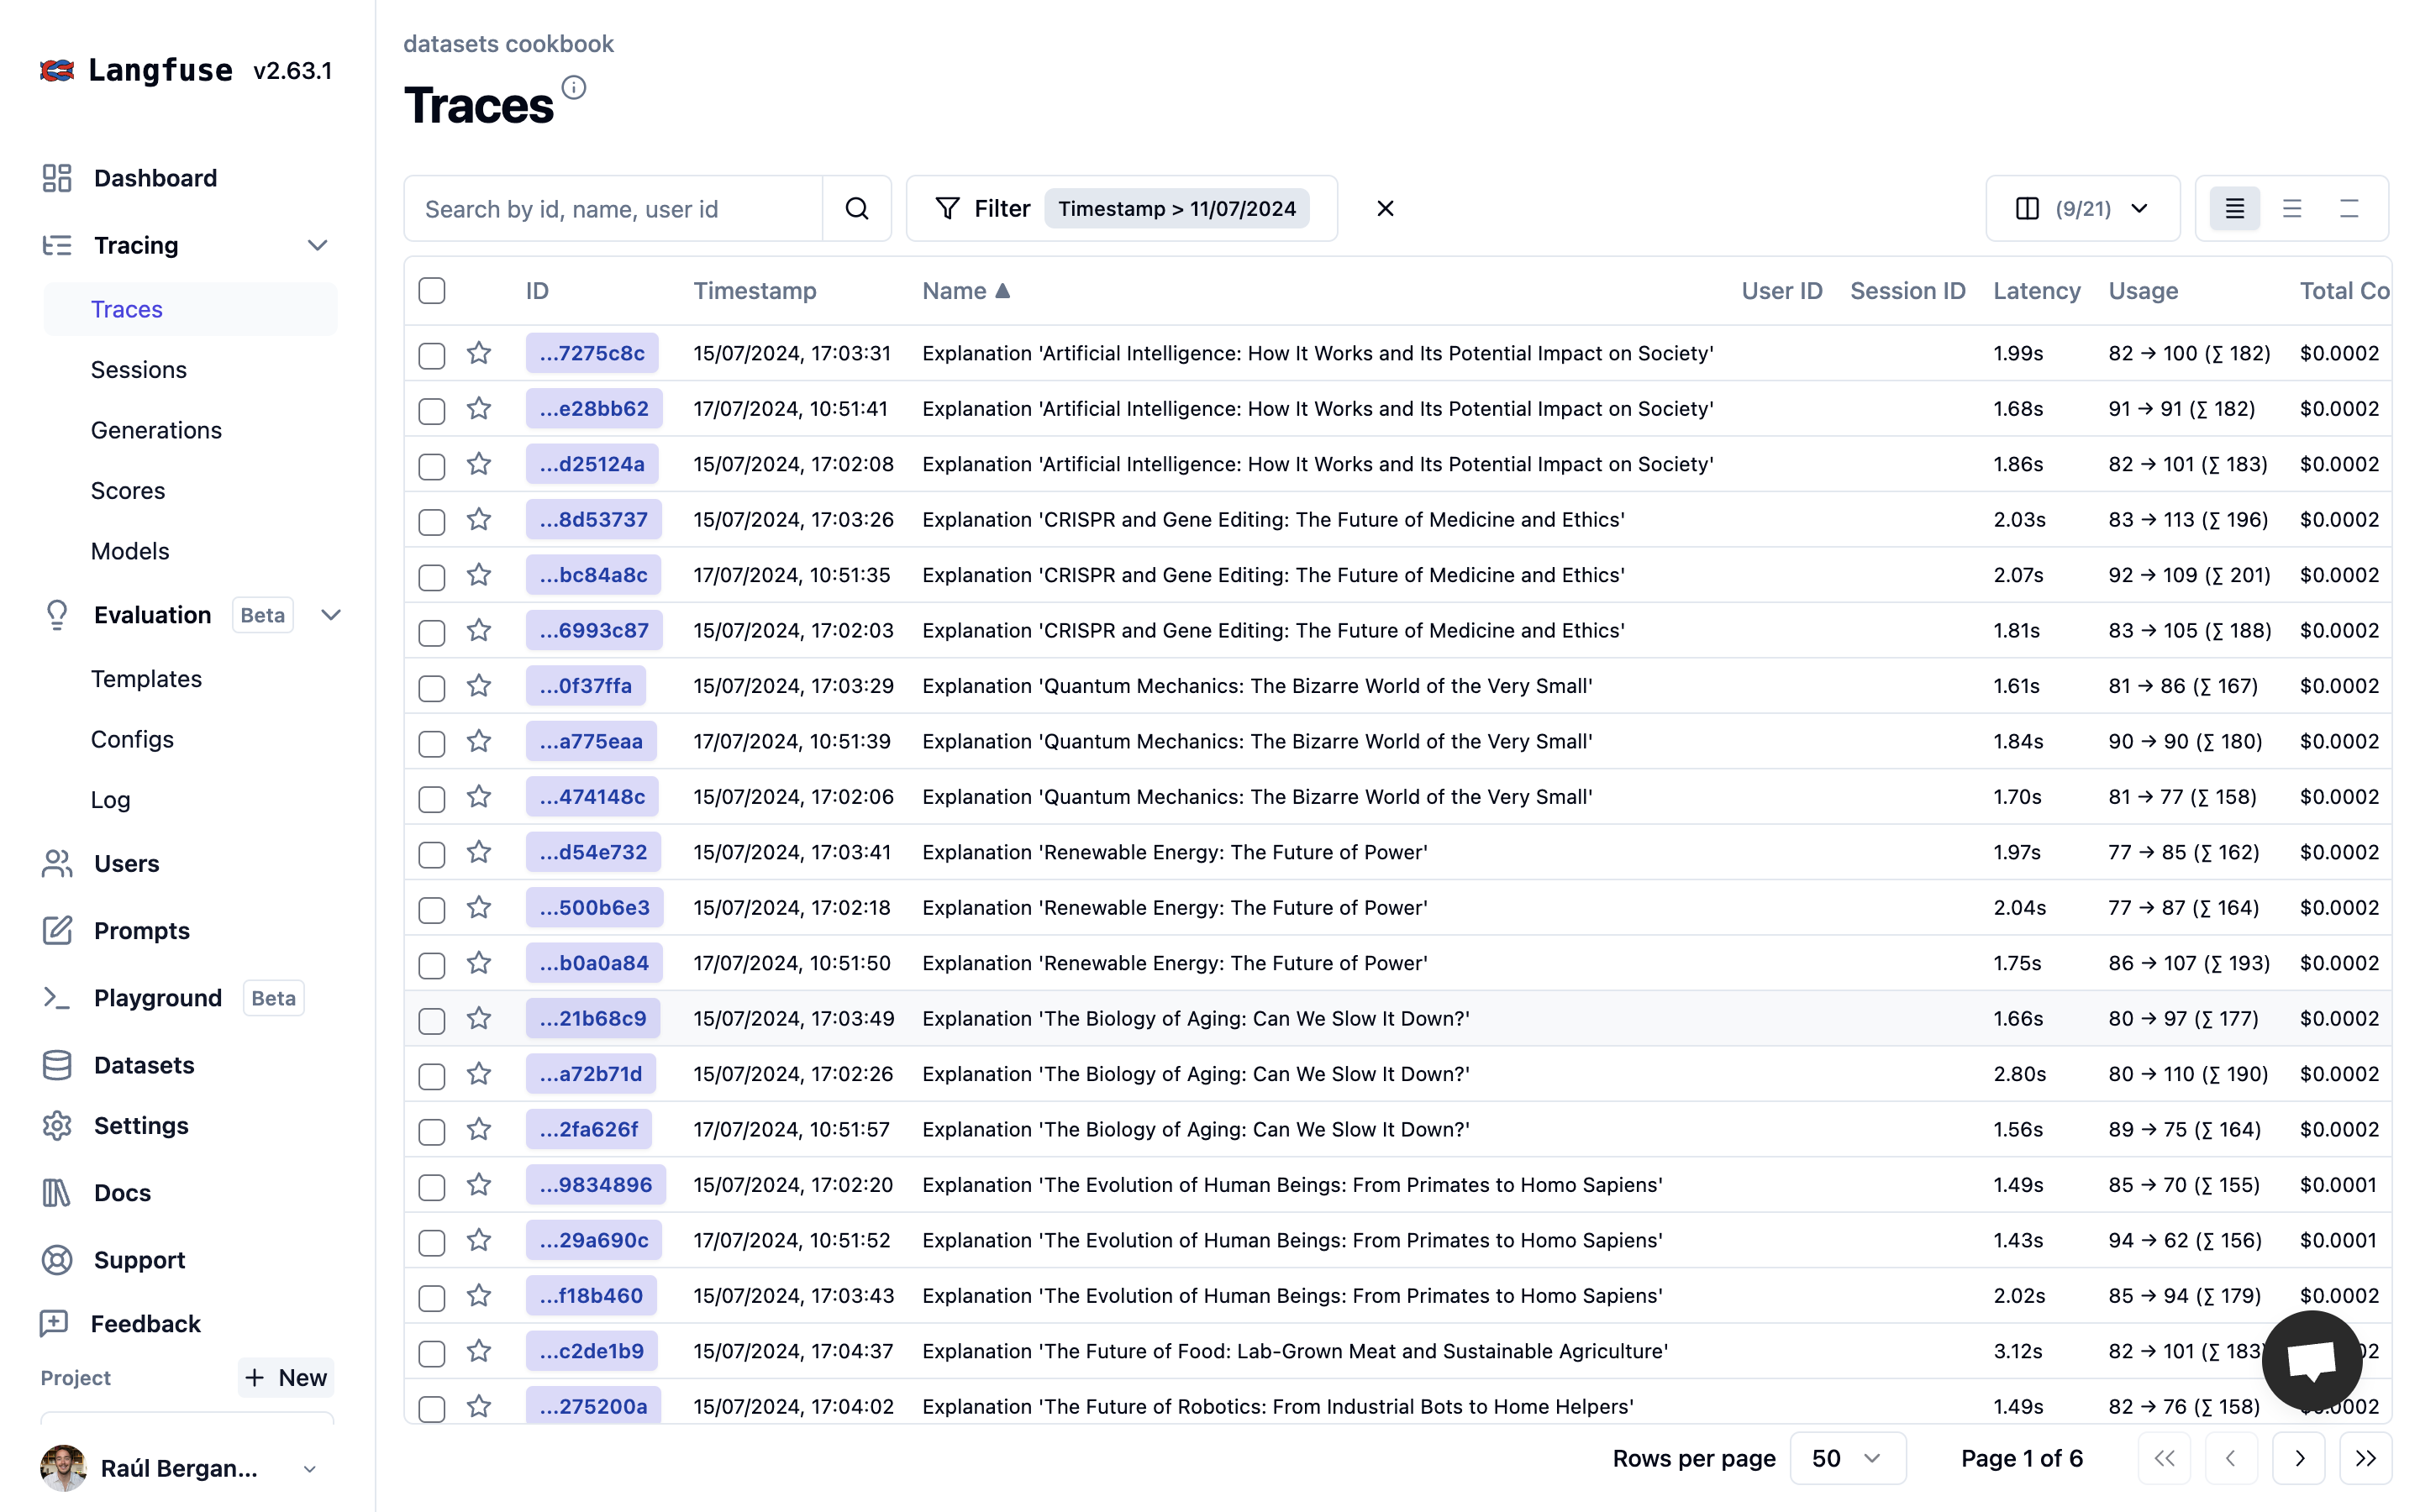 Langfuse v2.63.1
Dashboard
Tracing
Traces
Sessions
Generations
Scores
Models
Evaluation Beta
Templates
Configs
Log
Users
Prompts
Playground Beta
Datasets
Settings
Docs
Support
Feedback
Project + New
Raúl Bergan...
datasets cookbook
Traces
Search by id, name, user id
Filter Timestamp > 11/07/2024
(9/21)
ID Timestamp Name ▲ User ID Session ID Latency Usage Total Co
...7275c8c 15/07/2024, 17:03:31 Explanation 'Artificial Intelligence: How It Works and Its Potential Impact on Society' 1.99s 82 → 100 (∑ 182) $0.0002
...e28bb62 17/07/2024, 10:51:41 Explanation 'Artificial Intelligence: How It Works and Its Potential Impact on Society' 1.68s 91 → 91 (∑ 182) $0.0002
...d25124a 15/07/2024, 17:02:08 Explanation 'Artificial Intelligence: How It Works and Its Potential Impact on Society' 1.86s 82 → 101 (∑ 183) $0.0002
...8d53737 15/07/2024, 17:03:26 Explanation 'CRISPR and Gene Editing: The Future of Medicine and Ethics' 2.03s 83 → 113 (∑ 196) $0.0002
...bc84a8c 17/07/2024, 10:51:35 Explanation 'CRISPR and Gene Editing: The Future of Medicine and Ethics' 2.07s 92 → 109 (∑ 201) $0.0002
...6993c87 15/07/2024, 17:02:03 Explanation 'CRISPR and Gene Editing: The Future of Medicine and Ethics' 1.81s 83 → 105 (∑ 188) $0.0002
...0f37ffa 15/07/2024, 17:03:29 Explanation 'Quantum Mechanics: The Bizarre World of the Very Small' 1.61s 81 → 86 (∑ 167) $0.0002
...a775eaa 17/07/2024, 10:51:39 Explanation 'Quantum Mechanics: The Bizarre World of the Very Small' 1.84s 90 → 90 (∑ 180) $0.0002
...474148c 15/07/2024, 17:02:06 Explanation 'Quantum Mechanics: The Bizarre World of the Very Small' 1.70s 81 → 77 (∑ 158) $0.0002
...d54e732 15/07/2024, 17:03:41 Explanation 'Renewable Energy: The Future of Power' 1.97s 77 → 85 (∑ 162) $0.0002
...500b6e3 15/07/2024, 17:02:18 Explanation 'Renewable Energy: The Future of Power' 2.04s 77 → 87 (∑ 164) $0.0002
...b0a0a84 17/07/2024, 10:51:50 Explanation 'Renewable Energy: The Future of Power' 1.75s 86 → 107 (∑ 193) $0.0002
...21b68c9 15/07/2024, 17:03:49 Explanation 'The Biology of Aging: Can We Slow It Down?' 1.66s 80 → 97 (∑ 177) $0.0002
...a72b71d 15/07/2024, 17:02:26 Explanation 'The Biology of Aging: Can We Slow It Down?' 2.80s 80 → 110 (∑ 190) $0.0002
...2fa626f 17/07/2024, 10:51:57 Explanation 'The Biology of Aging: Can We Slow It Down?' 1.56s 89 → 75 (∑ 164) $0.0002
...9834896 15/07/2024, 17:02:20 Explanation 'The Evolution of Human Beings: From Primates to Homo Sapiens' 1.49s 85 → 70 (∑ 155) $0.0001
...29a690c 17/07/2024, 10:51:52 Explanation 'The Evolution of Human Beings: From Primates to Homo Sapiens' 1.43s 94 → 62 (∑ 156) $0.0001
...f18b460 15/07/2024, 17:03:43 Explanation 'The Evolution of Human Beings: From Primates to Homo Sapiens' 2.02s 85 → 94 (∑ 179) $0.0002
...c2de1b9 15/07/2024, 17:04:37 Explanation 'The Future of Food: Lab-Grown Meat and Sustainable Agriculture' 3.12s 82 → 101 (∑ 183
...275200a 15/07/2024, 17:04:02 Explanation 'The Future of Robotics: From Industrial Bots to Home Helpers' 1.49s 82 → 76 (∑ 158)
Rows per page 50 Page 1 of 6